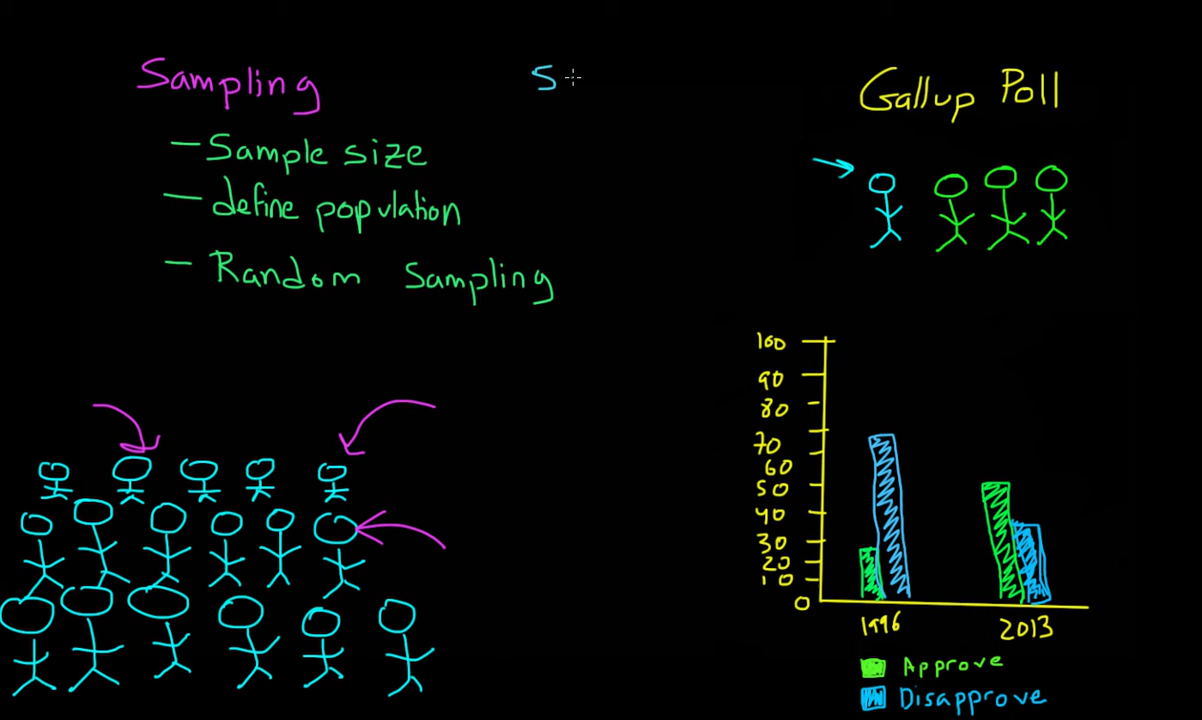 Sampling
S
- Sample size
- define population
- Random Sampling
Gallup Poll
100
90
80
70
60
50
40
30
20
10
0
1996
2013
Approve
Disapprove